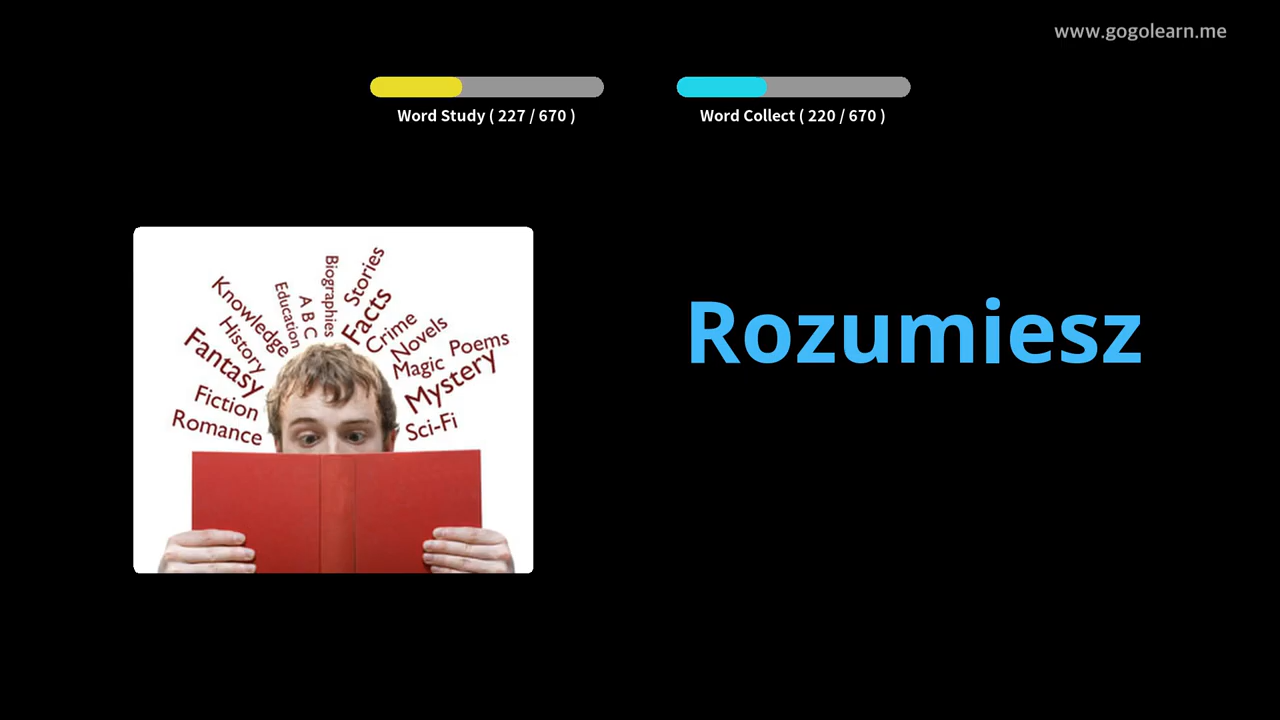 www.gogolearn.me
Word Study ( 227 / 670 )
Word Collect ( 220 / 670 )
Rozumiesz
Knowledge
History
Fantasy
Fiction
Romance
Education
A B C
Biographies
Stories
Facts
Crime
Novels
Magic
Poems
Mystery
Sci-Fi